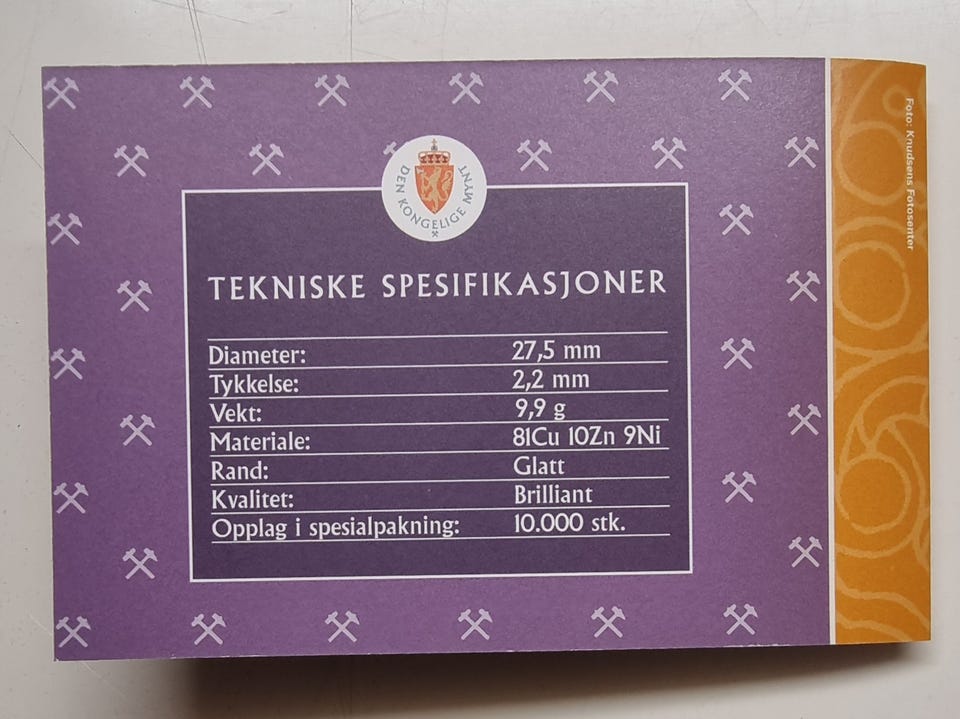 DEN KONGELIGE MYNT
TEKNISKE SPESIFIKASJONER
Diameter: 27,5 mm
Tykkelse: 2,2 mm
Vekt: 9,9 g
Materiale: 81Cu 10Zn 9Ni
Rand: Glatt
Kvalitet: Brilliant
Opplag i spesialpakning: 10.000 stk.
Foto: Knudsens Fotosenter